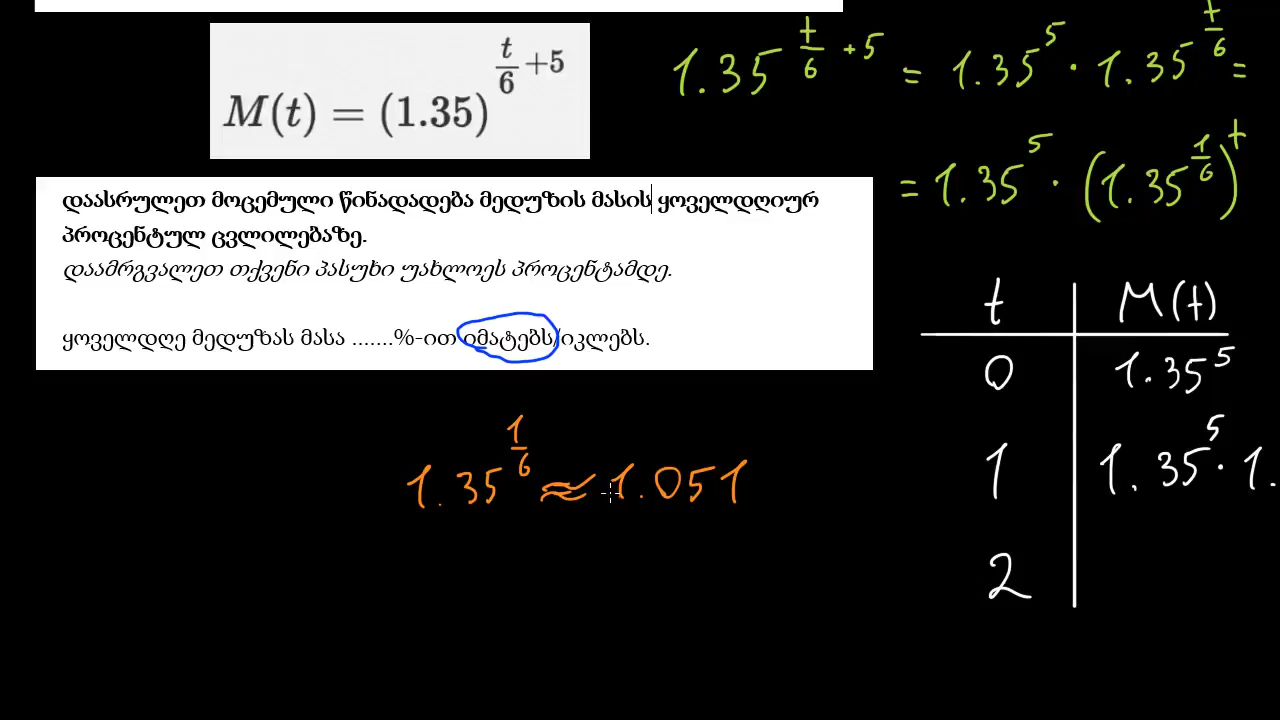 M(t) = (1.35)^{t/6 + 5}
1.35^{t/6 + 5} = 1.35^5 · 1.35^{t/6} =
= 1.35^5 · (1.35^{1/6})^t
დაასრულეთ მოცემული წინადადება მედუზის მასის ყოველდღიურ
პროცენტულ ცვლილებაზე.
დაამრგვალეთ თქვენი პასუხი უახლოეს პროცენტამდე.
ყოველდღე მედუზას მასა .......%-ით იმატებს/იკლებს.
1.35^{1/6} ≈ 1.051
t M(t)
0 1.35^5
1 1.35^5 · 1.
2